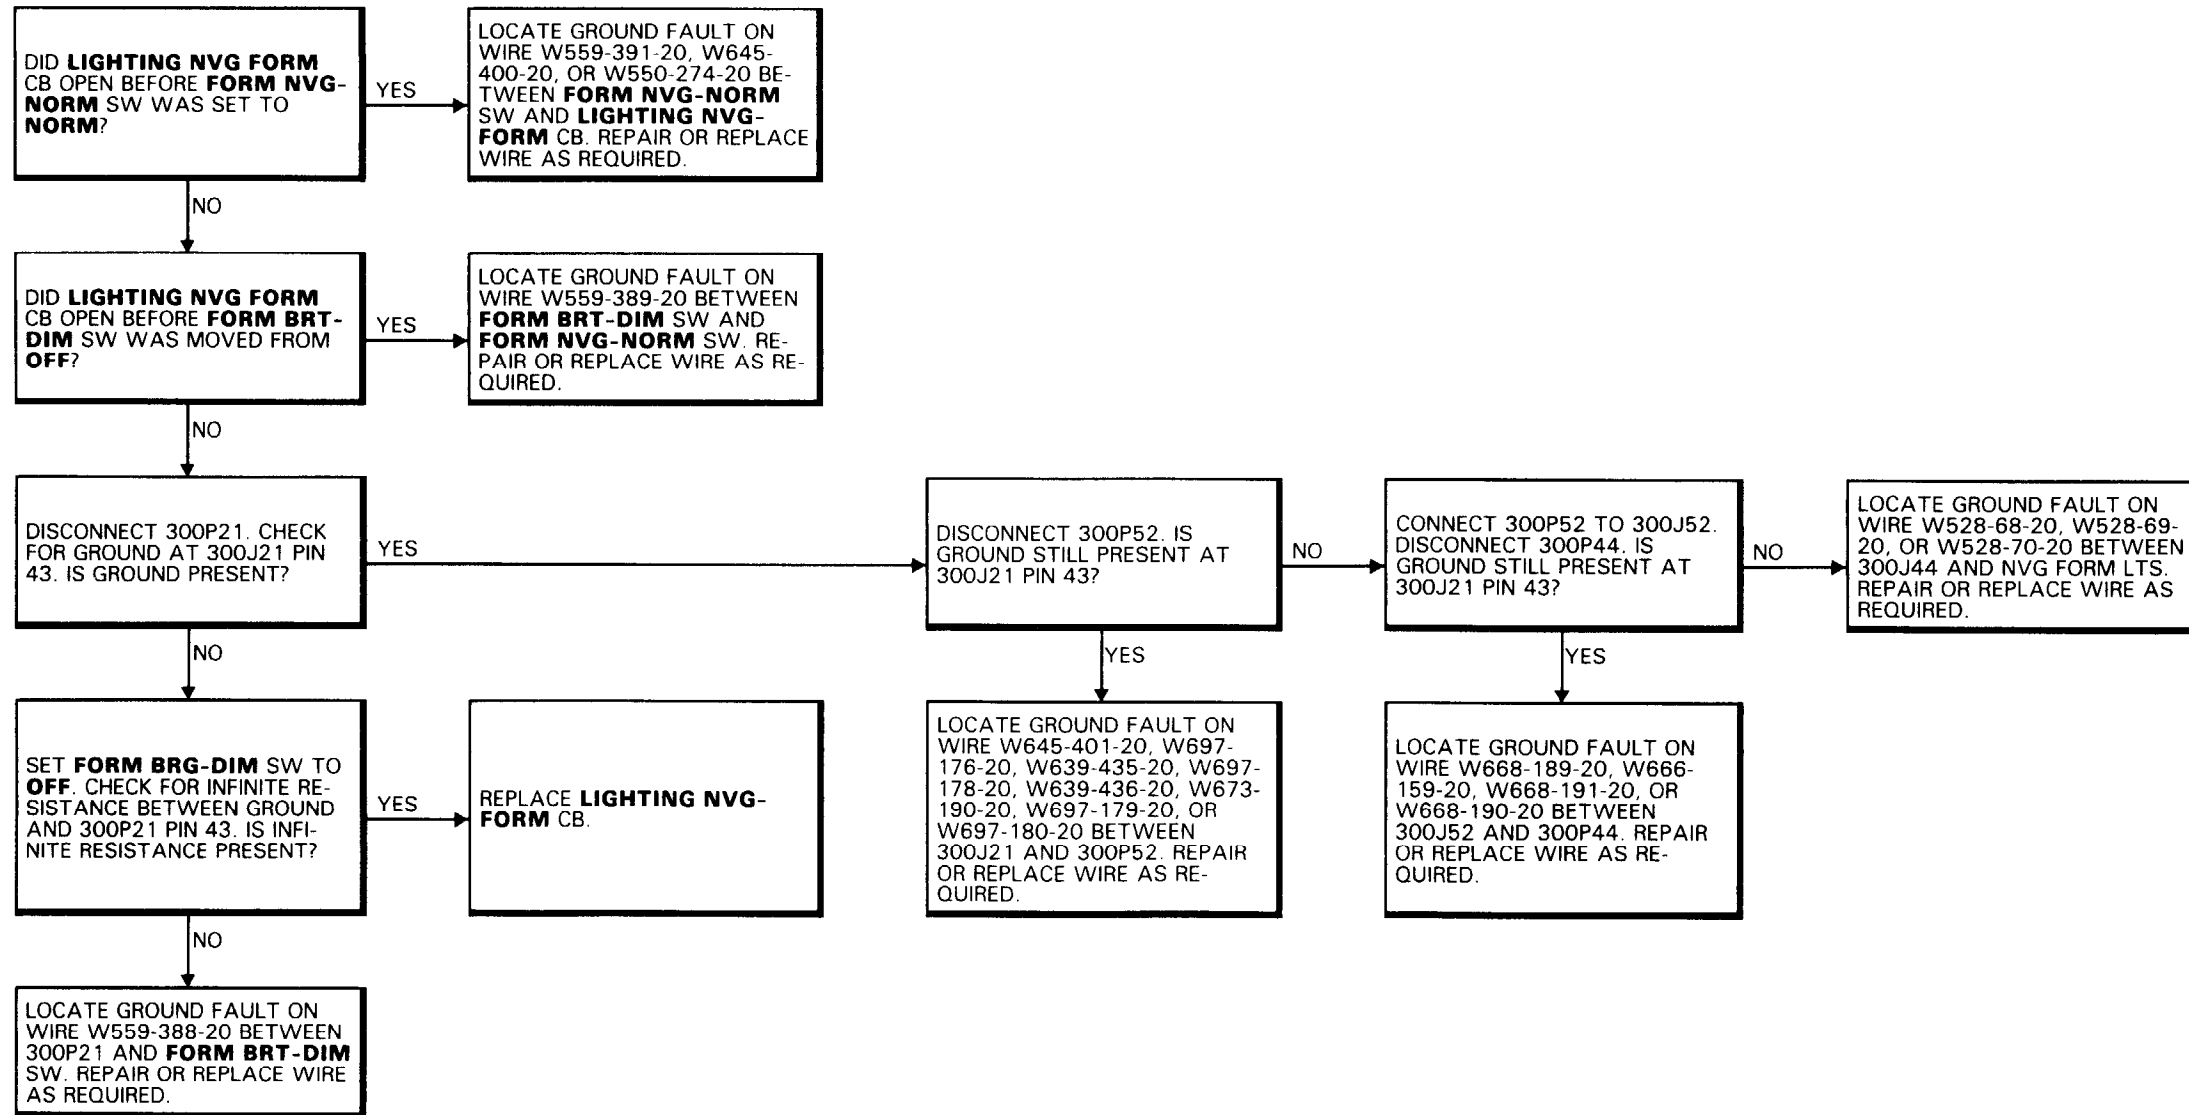 DID LIGHTING NVG FORM
CB OPEN BEFORE FORM NVG-
NORM SW WAS SET TO
NORM?
YES
LOCATE GROUND FAULT ON
WIRE W559-391-20, W645-
400-20, OR W550-274-20 BE-
TWEEN FORM NVG-NORM
SW AND LIGHTING NVG-
FORM CB. REPAIR OR REPLACE
WIRE AS REQUIRED.
NO
DID LIGHTING NVG FORM
CB OPEN BEFORE FORM BRT-
DIM SW WAS MOVED FROM
OFF?
YES
LOCATE GROUND FAULT ON
WIRE W559-389-20 BETWEEN
FORM BRT-DIM SW AND
FORM NVG-NORM SW. RE-
PAIR OR REPLACE WIRE AS RE-
QUIRED.
NO
DISCONNECT 300P21. CHECK
FOR GROUND AT 300J21 PIN
43. IS GROUND PRESENT?
YES
DISCONNECT 300P52. IS
GROUND STILL PRESENT AT
300J21 PIN 43?
NO
CONNECT 300P52 TO 300J52.
DISCONNECT 300P44. IS
GROUND STILL PRESENT AT
300J21 PIN 43?
NO
LOCATE GROUND FAULT ON
WIRE W528-68-20, W528-69-
20, OR W528-70-20 BETWEEN
300J44 AND NVG FORM LTS.
REPAIR OR REPLACE WIRE AS
REQUIRED.
NO
YES
YES
SET FORM BRG-DIM SW TO
OFF. CHECK FOR INFINITE RE-
SISTANCE BETWEEN GROUND
AND 300P21 PIN 43. IS INFI-
NITE RESISTANCE PRESENT?
YES
REPLACE LIGHTING NVG-
FORM CB.
LOCATE GROUND FAULT ON
WIRE W645-401-20, W697-
176-20, W639-435-20, W697-
178-20, W639-436-20, W673-
190-20, W697-179-20, OR
W697-180-20 BETWEEN
300J21 AND 300P52. REPAIR
OR REPLACE WIRE AS RE-
QUIRED.
LOCATE GROUND FAULT ON
WIRE W668-189-20, W666-
159-20, W668-191-20, OR
W668-190-20 BETWEEN
300J52 AND 300P44. REPAIR
OR REPLACE WIRE AS RE-
QUIRED.
NO
LOCATE GROUND FAULT ON
WIRE W559-388-20 BETWEEN
300P21 AND FORM BRT-DIM
SW. REPAIR OR REPLACE WIRE
AS REQUIRED.